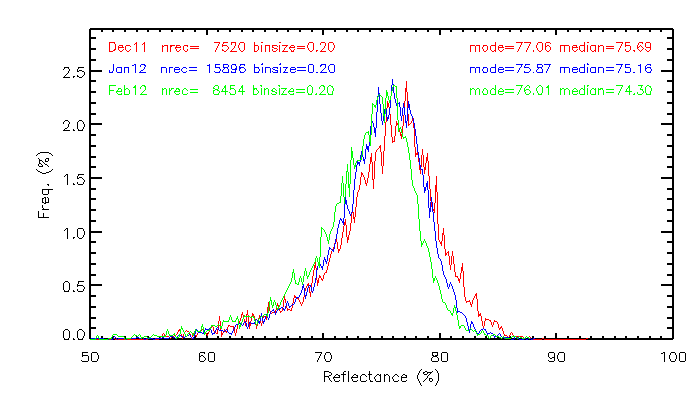 Dec11 nrec= 7520 binsize=0.20 mode=77.06 median=75.69
Jan12 nrec= 15896 binsize=0.20 mode=75.87 median=75.16
Feb12 nrec= 8454 binsize=0.20 mode=76.01 median=74.30
2.5
2.0
1.5
1.0
0.5
0.0
Freq. (%)
50 60 70 80 90 100
Reflectance (%)